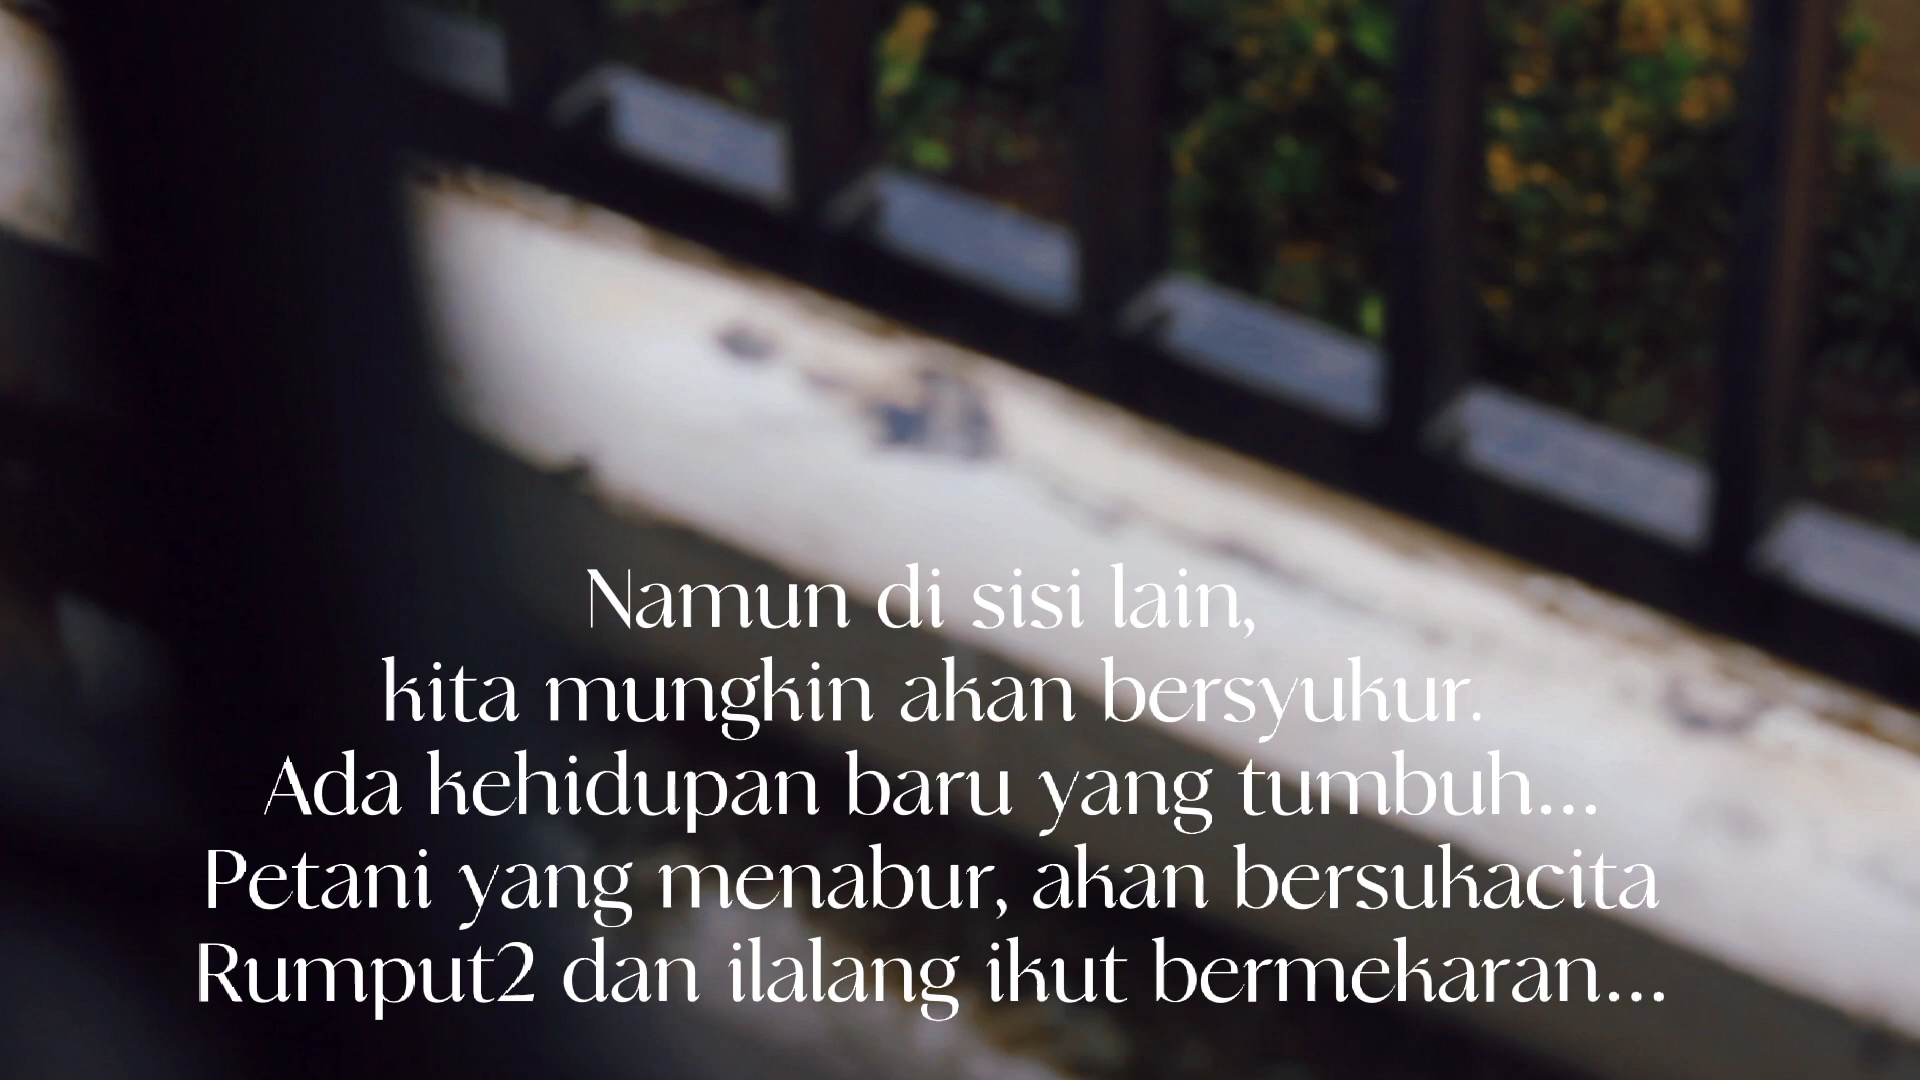 Namun di sisi lain,
kita mungkin akan bersyukur.
Ada kehidupan baru yang tumbuh...
Petani yang menabur, akan bersukacita
Rumput2 dan ilalang ikut bermekaran...